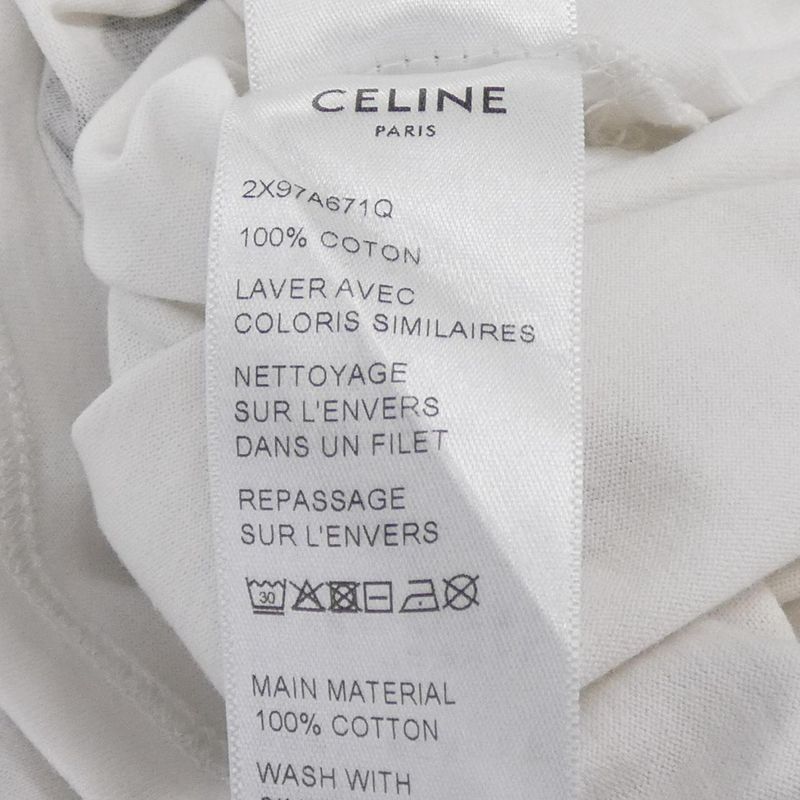 CELINE
PARIS
2X97A671Q
100% COTON
LAVER AVEC
COLORIS SIMILAIRES
NETTOYAGE
SUR L'ENVERS
DANS UN FILET
REPASSAGE
SUR L'ENVERS
30
MAIN MATERIAL
100% COTTON
WASH WITH